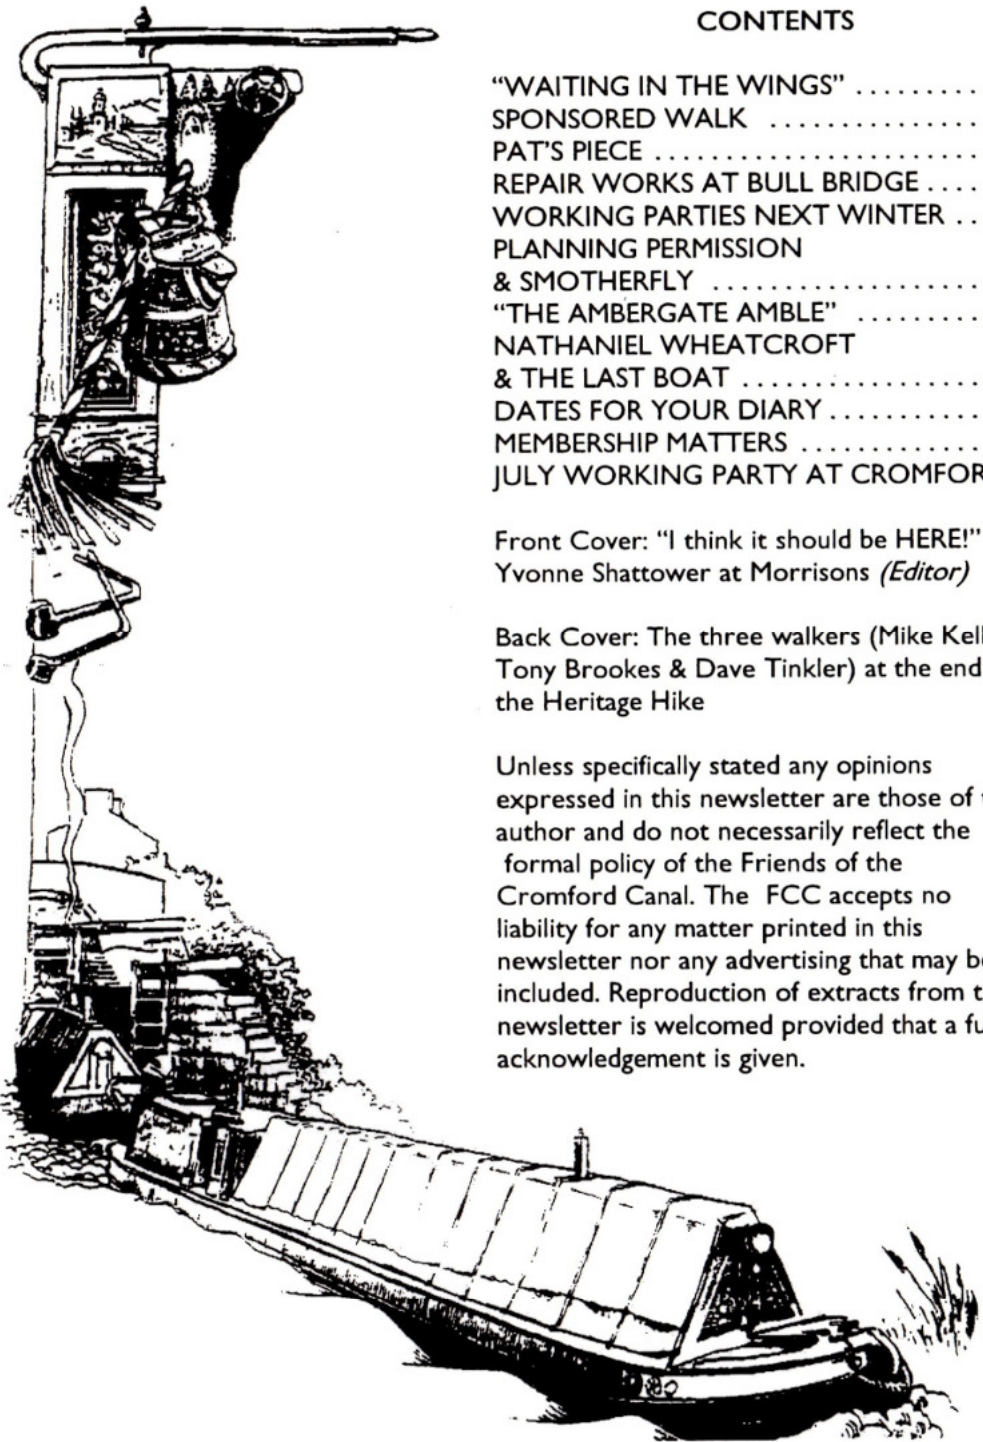 CONTENTS
“WAITING IN THE WINGS” .........
SPONSORED WALK ...............
PAT'S PIECE ........................
REPAIR WORKS AT BULL BRIDGE ....
WORKING PARTIES NEXT WINTER ..
PLANNING PERMISSION
& SMOTHERFLY ...................
“THE AMBERGATE AMBLE” .........
NATHANIEL WHEATCROFT
& THE LAST BOAT .................
DATES FOR YOUR DIARY ...........
MEMBERSHIP MATTERS .............
JULY WORKING PARTY AT CROMFOR
Front Cover: “I think it should be HERE!”
Yvonne Shattower at Morrisons (Editor)
Back Cover: The three walkers (Mike Kell
Tony Brookes & Dave Tinkler) at the end
the Heritage Hike
Unless specifically stated any opinions
expressed in this newsletter are those of t
author and do not necessarily reflect the
formal policy of the Friends of the
Cromford Canal. The FCC accepts no
liability for any matter printed in this
newsletter nor any advertising that may be
included. Reproduction of extracts from t
newsletter is welcomed provided that a fu
acknowledgement is given.